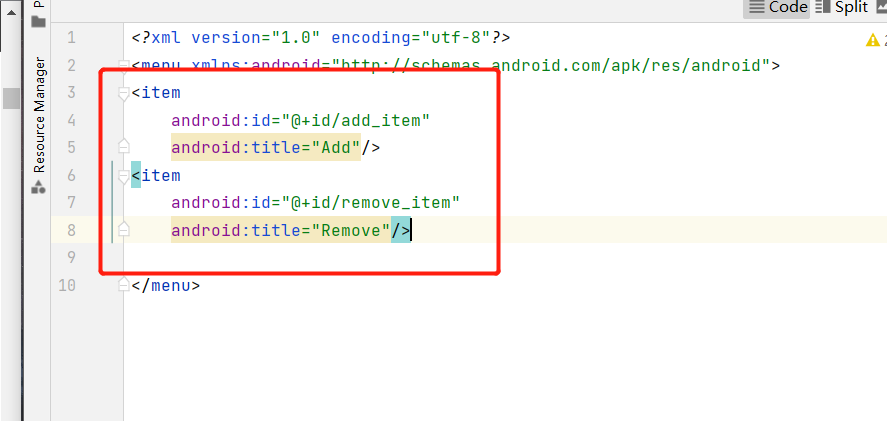 Code Split
Resource Manager
1 <?xml version="1.0" encoding="utf-8"?>
2 <menu xmlns:android="http://schemas.android.com/apk/res/android">
3 <item
4 android:id="@+id/add_item"
5 android:title="Add"/>
6 <item
7 android:id="@+id/remove_item"
8 android:title="Remove"/>
9
10 </menu>